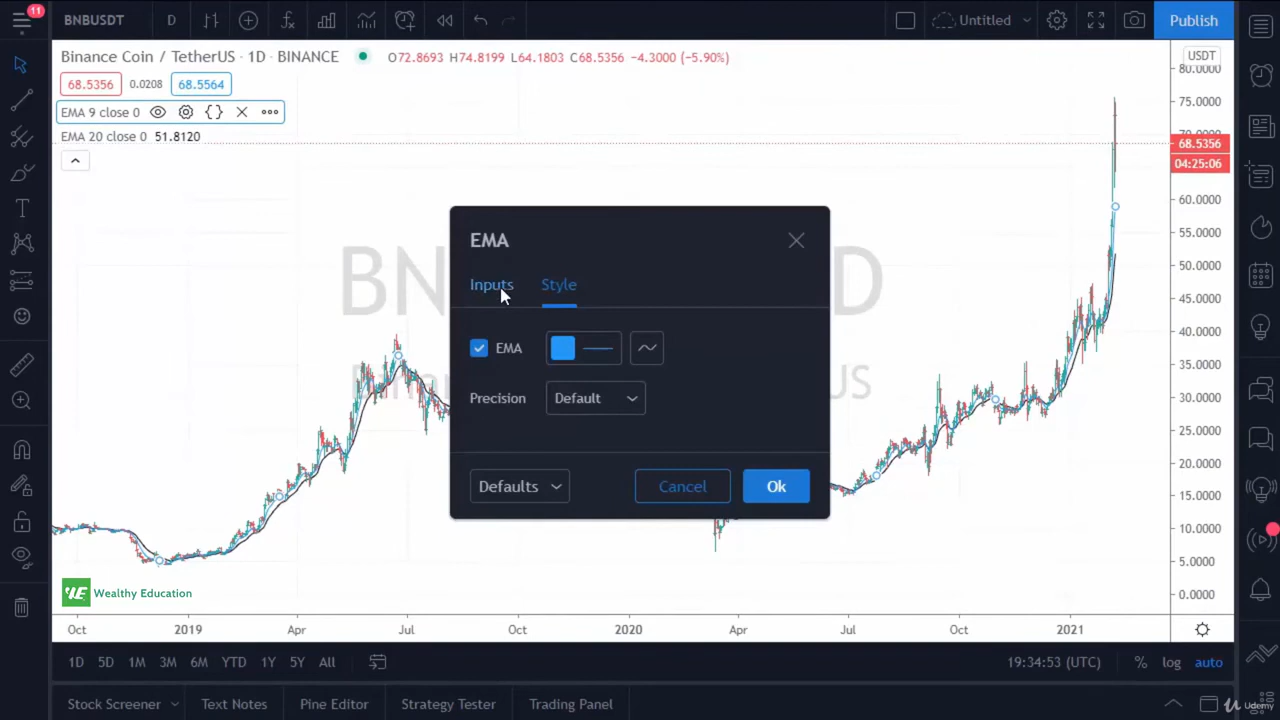 11
BNBUSDT
D
Untitled
Publish
Binance Coin / TetherUS · 1D · BINANCE
O72.8693 H74.8199 L64.1803 C68.5356 −4.3000 (−5.90%)
USDT
80.0000
68.5356
0.0208
68.5564
75.0000
EMA 9 close 0
EMA 20 close 0 51.8120
70.0000
68.5356
04:25:06
60.0000
55.0000
50.0000
45.0000
40.0000
35.0000
30.0000
25.0000
20.0000
15.0000
10.0000
5.0000
0.0000
EMA
Inputs
Style
EMA
Precision
Default
Defaults
Cancel
Ok
Wealthy Education
Oct
2019
Apr
Jul
Oct
2020
Apr
Jul
Oct
2021
1D
5D
1M
3M
6M
YTD
1Y
5Y
All
19:34:53 (UTC)
%
log
auto
Stock Screener
Text Notes
Pine Editor
Strategy Tester
Trading Panel
Udemy